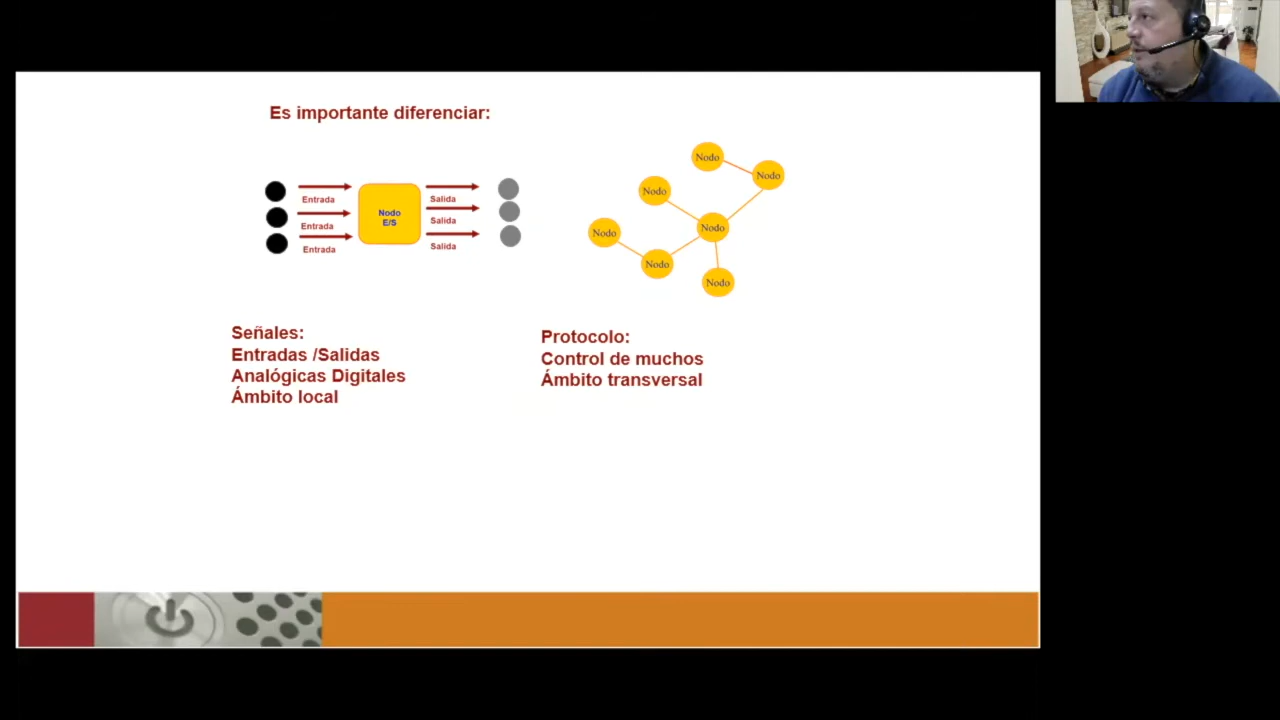 Es importante diferenciar:
Entrada
Entrada
Entrada
Nodo
E/S
Salida
Salida
Salida
Nodo
Nodo
Nodo
Nodo
Nodo
Nodo
Nodo
Señales:
Entradas /Salidas
Analógicas Digitales
Ámbito local
Protocolo:
Control de muchos
Ámbito transversal